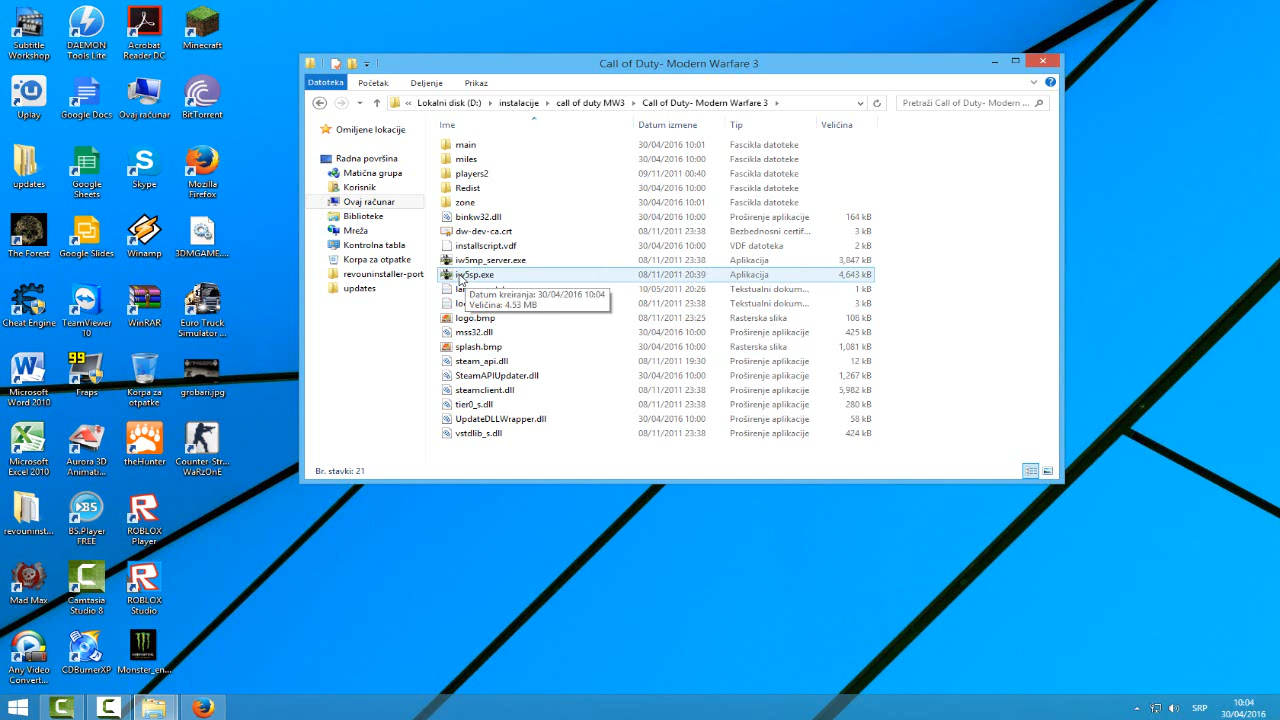 Subtitle
Workshop
DAEMON
Tools Lite
Acrobat
Reader DC
Minecraft
Uplay
Google Docs
Ovaj računar
BitTorrent
updates
Google
Sheets
Skype
Mozilla
Firefox
The Forest
Google Slides
Winamp
3DMGAME....
Cheat Engine
TeamViewer
10
WinRAR
Euro Truck
Simulator ...
Microsoft
Word 2010
99
Fraps
Korpa za
otpatke
grobari.jpg
Microsoft
Excel 2010
Aurora 3D
Animati...
theHunter
Counter-Str...
WaRzOnE
revouninst...
BS
BS.Player
FREE
ROBLOX
Player
Mad Max
Camtasia
Studio 8
ROBLOX
Studio
Any Video
Convert...
CDBurnerXP
Monster_en...
Call of Duty- Modern Warfare 3
Datoteka
Početak
Deljenje
Prikaz
« Lokalni disk (D:) › instalacije › call of duty MW3 › Call of Duty- Modern Warfare 3 ›
Pretraži Call of Duty- Modern ...
Omiljene lokacije
Radna površina
Matična grupa
Korisnik
Ovaj računar
Biblioteke
Mreža
Kontrolna tabla
Korpa za otpatke
revouninstaller-port
updates
Ime Datum izmene Tip Veličina
main 30/04/2016 10:01 Fascikla datoteke
miles 30/04/2016 10:00 Fascikla datoteke
players2 09/11/2011 00:40 Fascikla datoteke
Redist 30/04/2016 10:00 Fascikla datoteke
zone 30/04/2016 10:01 Fascikla datoteke
binkw32.dll 30/04/2016 10:00 Proširenje aplikacije 164 kB
dw-dev-ca.crt 08/11/2011 23:38 Bezbednosni certif... 3 kB
installscript.vdf 30/04/2016 10:00 VDF datoteka 2 kB
iw5mp_server.exe 08/11/2011 23:38 Aplikacija 3,847 kB
iw5sp.exe 08/11/2011 20:39 Aplikacija 4,643 kB
10/05/2011 20:26 Tekstualni dokum... 1 kB
08/11/2011 23:38 Tekstualni dokum... 3 kB
Datum kreiranja: 30/04/2016 10:04
Veličina: 4.53 MB
logo.bmp 08/11/2011 23:25 Rasterska slika 108 kB
mss32.dll 30/04/2016 10:00 Proširenje aplikacije 425 kB
splash.bmp 30/04/2016 10:00 Rasterska slika 1,081 kB
steam_api.dll 08/11/2011 19:30 Proširenje aplikacije 12 kB
SteamAPIUpdater.dll 30/04/2016 10:00 Proširenje aplikacije 1,267 kB
steamclient.dll 08/11/2011 23:38 Proširenje aplikacije 5,982 kB
tier0_s.dll 08/11/2011 23:38 Proširenje aplikacije 280 kB
UpdateDLLWrapper.dll 30/04/2016 10:00 Proširenje aplikacije 58 kB
vstdlib_s.dll 08/11/2011 23:38 Proširenje aplikacije 424 kB
Br. stavki: 21
SRP
10:04
30/04/2016